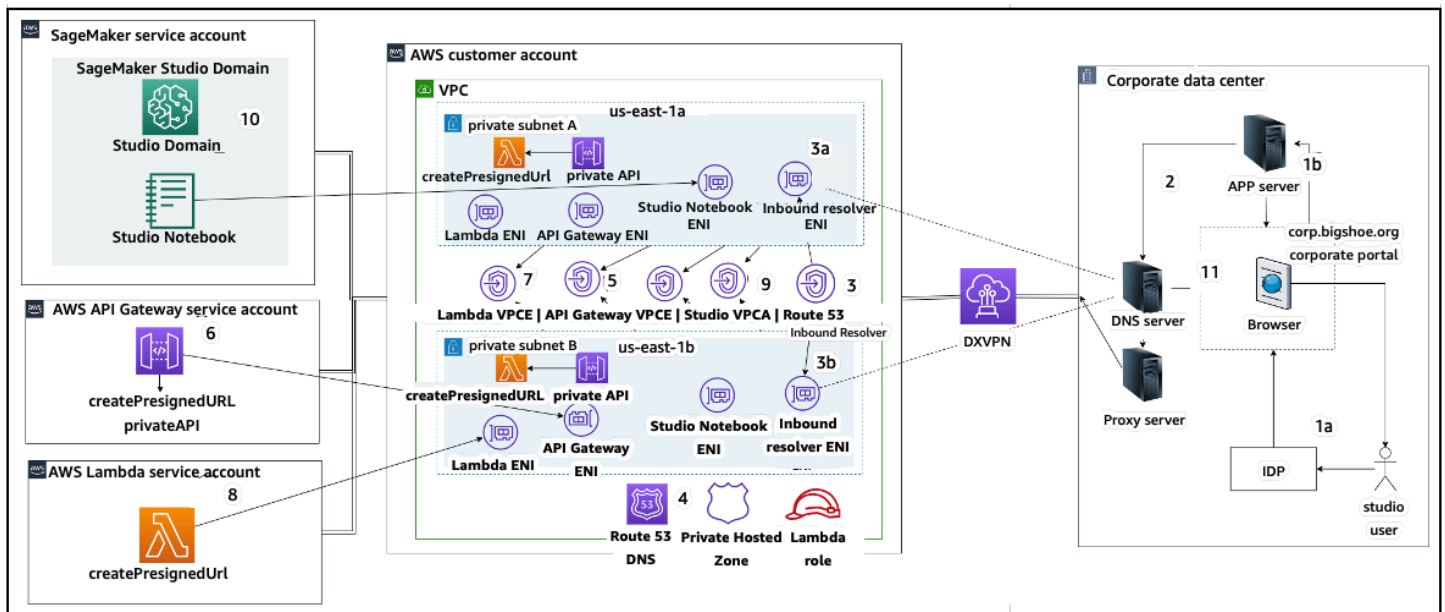 aws
SageMaker service account
SageMaker Studio Domain
10
Studio Domain
Studio Notebook
aws
AWS API Gateway service account
6
createPresignedURL
privateAPI
aws
AWS Lambda service account
8
createPresignedUrl
aws
AWS customer account
VPC
us-east-1a
private subnet A
3a
createPresignedUrl
private API
Studio Notebook
ENI
Inbound resolver
ENI
Lambda ENI
API Gateway ENI
7
5
9
3
Lambda VPCE | API Gateway VPCE | Studio VPCA | Route 53
Inbound Resolver
private subnet B
us-east-1b
3b
createPresignedURL
private API
Studio Notebook
ENI
Inbound
resolver ENI
API Gateway
ENI
Lambda ENI
53
4
Route 53
DNS
Private Hosted
Zone
Lambda
role
DXVPN
Corporate data center
1b
2
APP server
corp.bigshoe.org
corporate portal
11
DNS server
Browser
Proxy server
1a
IDP
studio
user